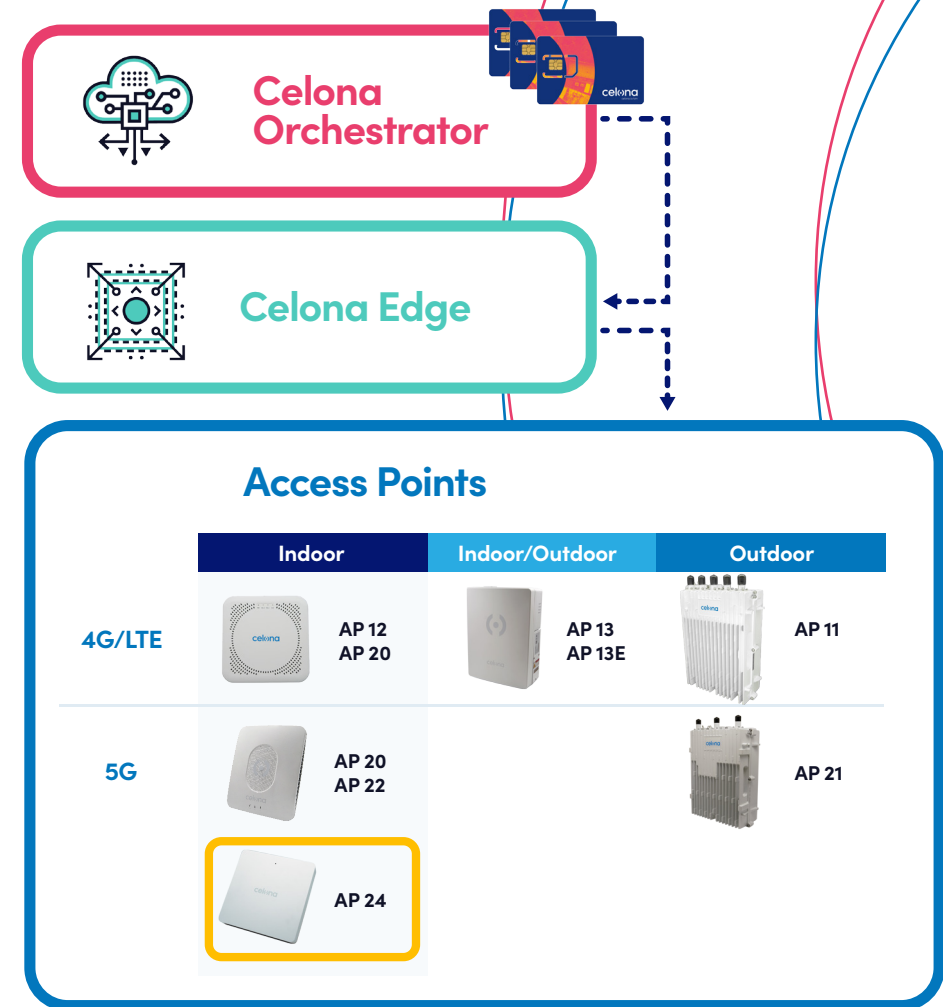 Celona
Orchestrator
celona
Celona Edge
Access Points
Indoor Indoor/Outdoor Outdoor
4G/LTE
celona
AP 12
AP 20
AP 13
AP 13E
celona
AP 11
5G
AP 20
AP 22
celona
AP 21
celona
AP 24